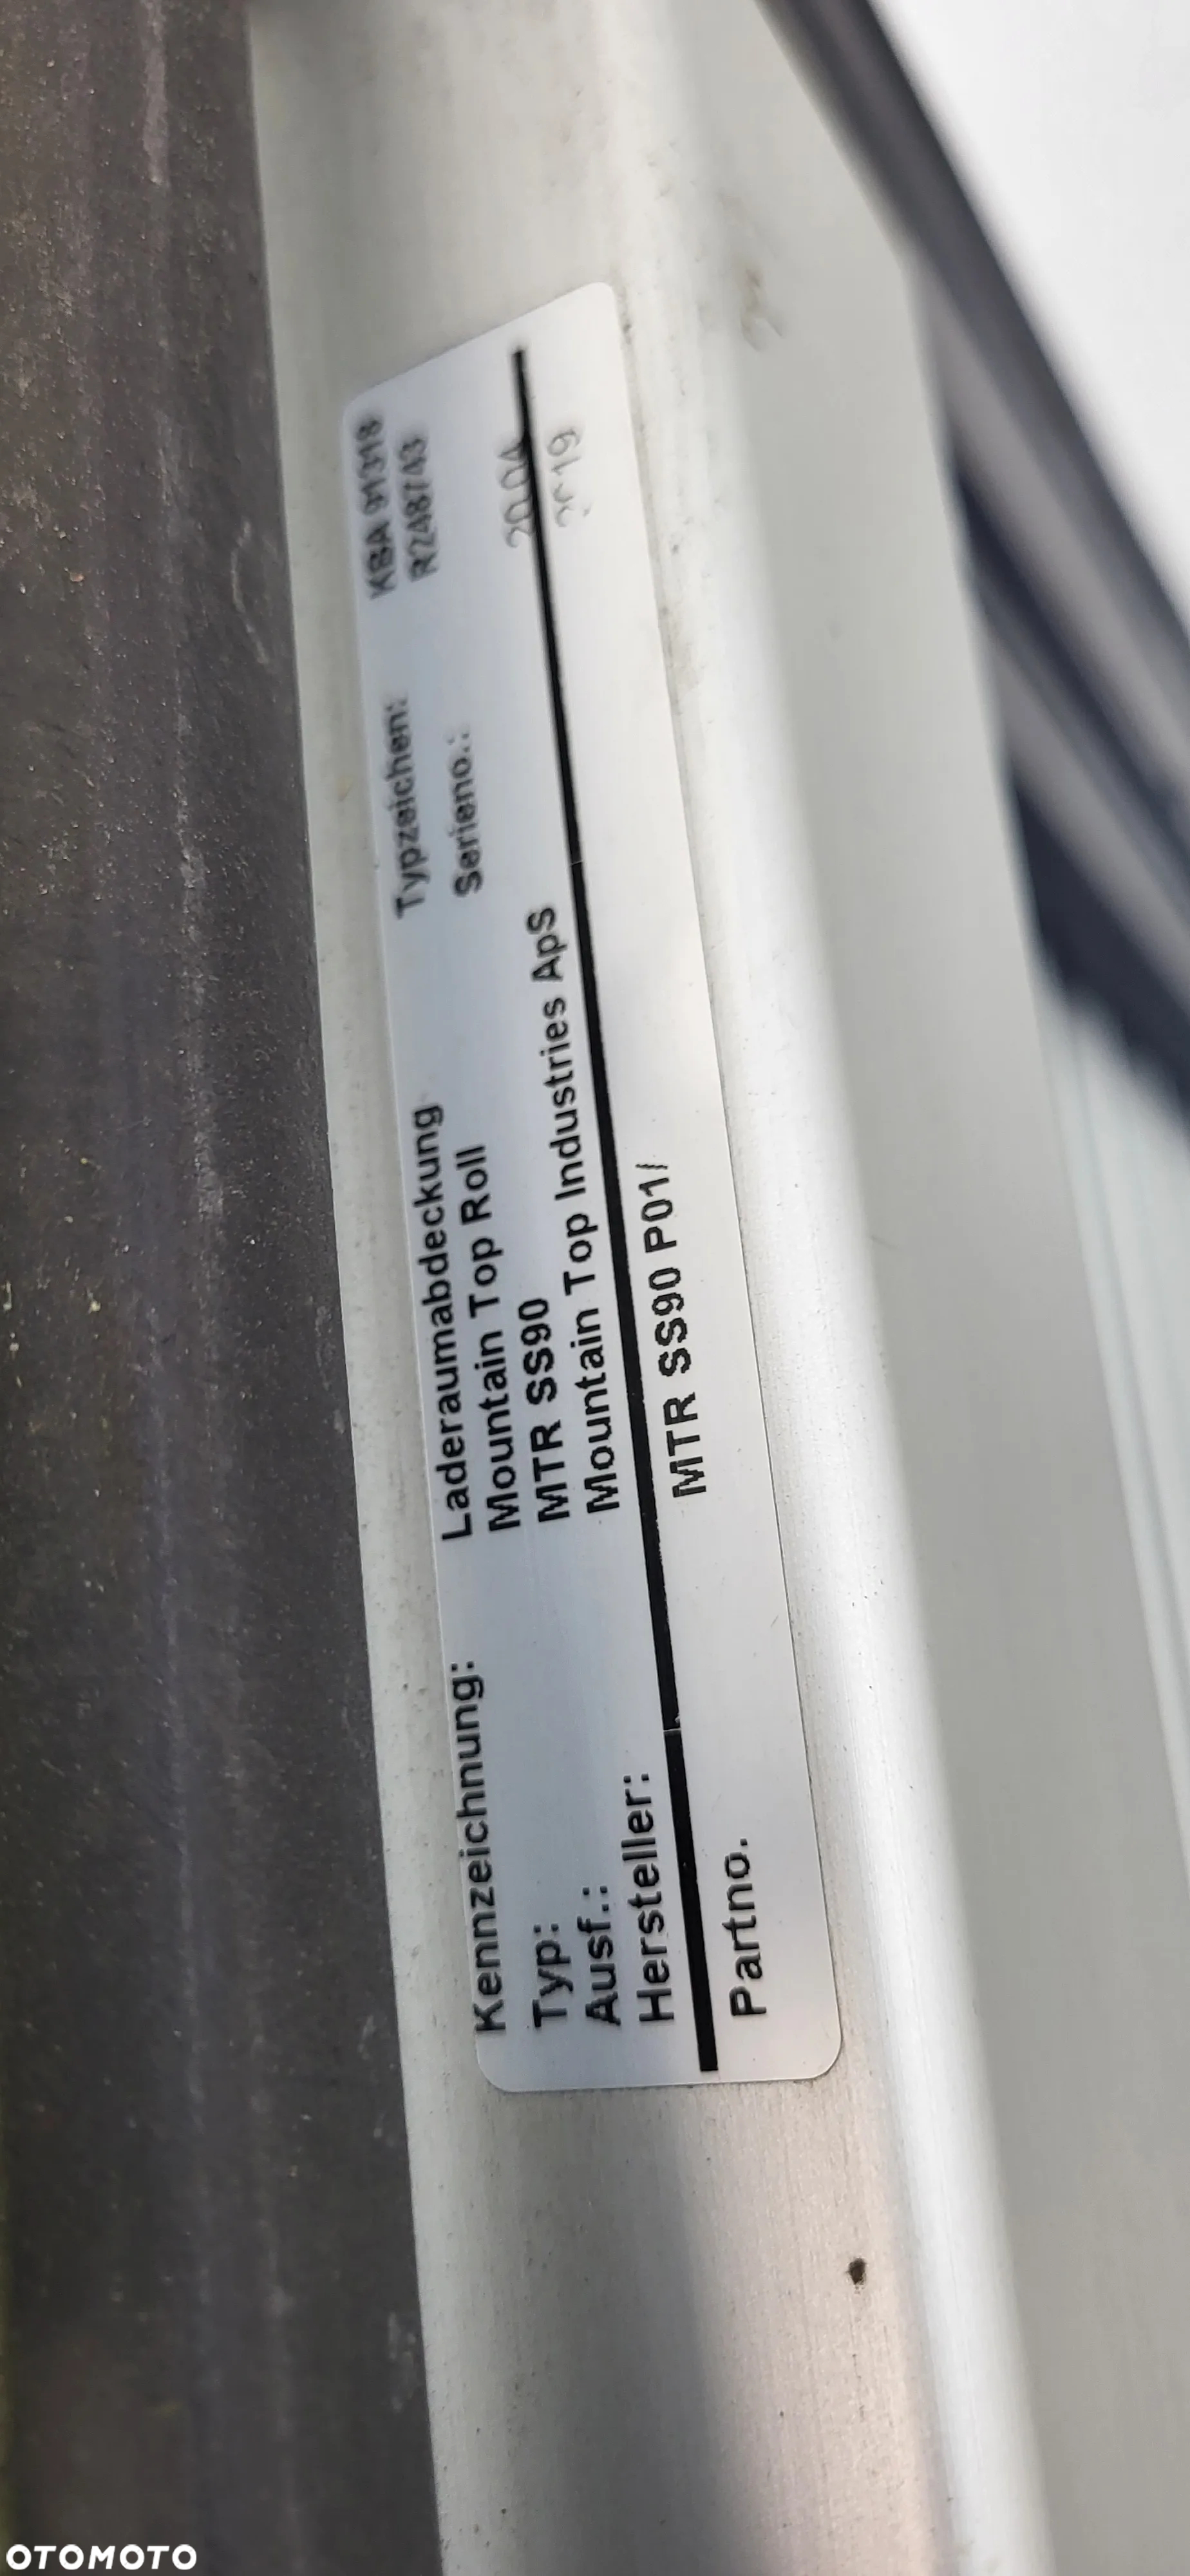 Kennzeichnung: Laderaumabdeckung Typzeichen: KBA 91318
Typ: Mountain Top Roll Serieno.: R248743
Ausf.: MTR SS90
Hersteller: Mountain Top Industries ApS 20.04
2019
Partno. MTR SS90 P01/
OTOMOTO